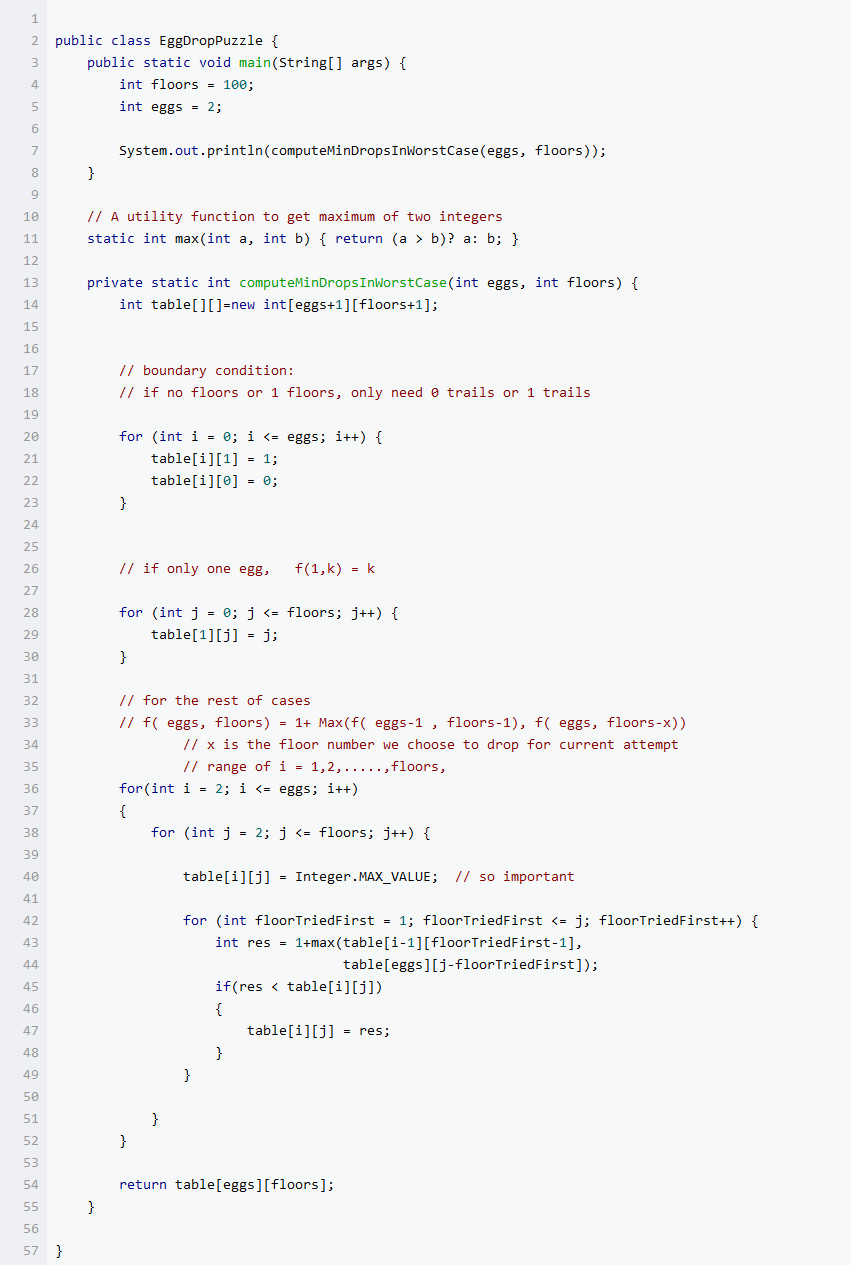 1
2 public class EggDropPuzzle {
3     public static void main(String[] args) {
4         int floors = 100;
5         int eggs = 2;
6
7         System.out.println(computeMinDropsInWorstCase(eggs, floors));
8     }
9
10     // A utility function to get maximum of two integers
11     static int max(int a, int b) { return (a > b)? a: b; }
12
13     private static int computeMinDropsInWorstCase(int eggs, int floors) {
14         int table[][]=new int[eggs+1][floors+1];
15
16
17         // boundary condition:
18         // if no floors or 1 floors, only need 0 trails or 1 trails
19
20         for (int i = 0; i <= eggs; i++) {
21             table[i][1] = 1;
22             table[i][0] = 0;
23         }
24
25
26         // if only one egg,   f(1,k) = k
27
28         for (int j = 0; j <= floors; j++) {
29             table[1][j] = j;
30         }
31
32         // for the rest of cases
33         // f( eggs, floors) = 1+ Max(f( eggs-1 , floors-1), f( eggs, floors-x))
34                 // x is the floor number we choose to drop for current attempt
35                 // range of i = 1,2,.....,floors,
36         for(int i = 2; i <= eggs; i++)
37         {
38             for (int j = 2; j <= floors; j++) {
39
40                 table[i][j] = Integer.MAX_VALUE;  // so important
41
42                 for (int floorTriedFirst = 1; floorTriedFirst <= j; floorTriedFirst++) {
43                     int res = 1+max(table[i-1][floorTriedFirst-1],
44                                     table[eggs][j-floorTriedFirst]);
45                     if(res < table[i][j])
46                     {
47                         table[i][j] = res;
48                     }
49                 }
50
51             }
52         }
53
54         return table[eggs][floors];
55     }
56
57 }